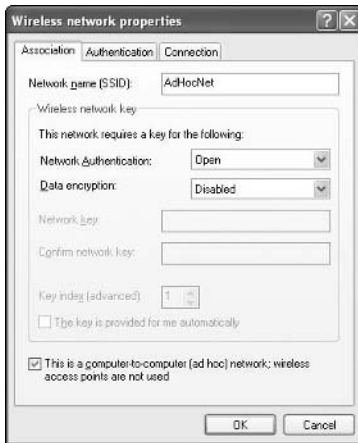 Wireless network properties
Association Authentication Connection
Network name (SSID): AdHocNet
Wireless network key
This network requires a key for the following:
Network Authentication: Open
Data encryption: Disabled
Network key:
Confirm network key:
Key index (advanced): 1
The key is provided for me automatically
This is a computer-to-computer (ad hoc) network; wireless
access points are not used
OK Cancel